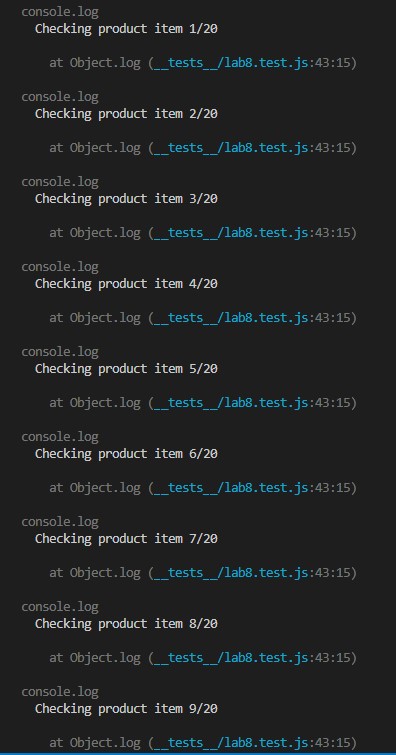 console.log
Checking product item 1/20
at Object.log (__tests__/lab8.test.js:43:15)
console.log
Checking product item 2/20
at Object.log (__tests__/lab8.test.js:43:15)
console.log
Checking product item 3/20
at Object.log (__tests__/lab8.test.js:43:15)
console.log
Checking product item 4/20
at Object.log (__tests__/lab8.test.js:43:15)
console.log
Checking product item 5/20
at Object.log (__tests__/lab8.test.js:43:15)
console.log
Checking product item 6/20
at Object.log (__tests__/lab8.test.js:43:15)
console.log
Checking product item 7/20
at Object.log (__tests__/lab8.test.js:43:15)
console.log
Checking product item 8/20
at Object.log (__tests__/lab8.test.js:43:15)
console.log
Checking product item 9/20
at Object.log (__tests__/lab8.test.js:43:15)